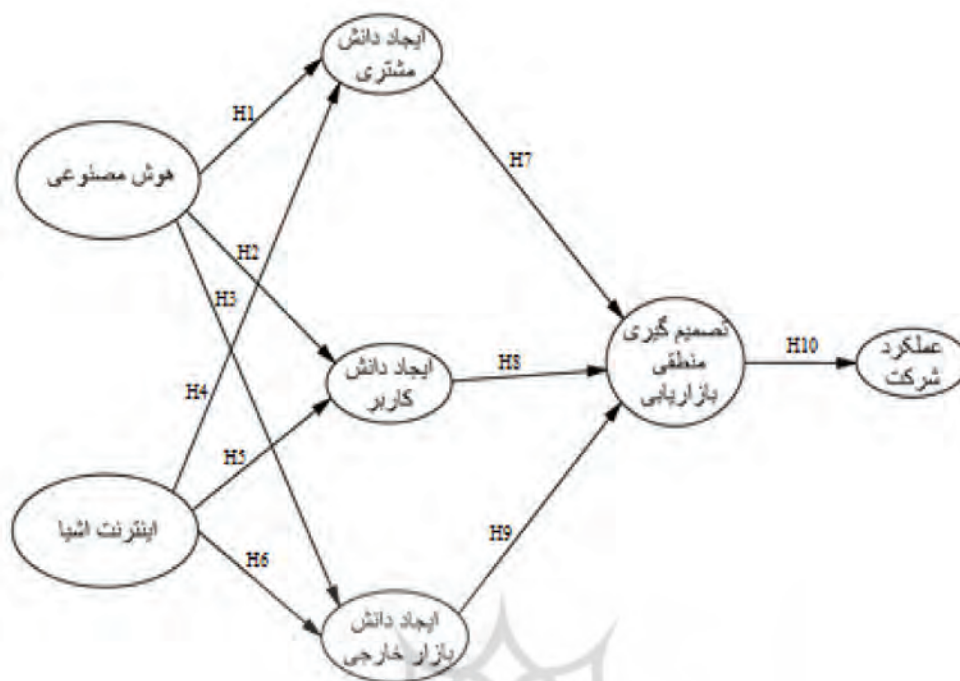 ایجاد دانش
مشتری
H1
هوش مصنوعی
H7
H2
H3
تصمیم گیری
منطقی
بازاریابی
H10
عملکرد
شرکت
ایجاد دانش
کاربر
H8
H4
H5
اینترنت اشیا
H9
H6
ایجاد دانش
بازار خارجی